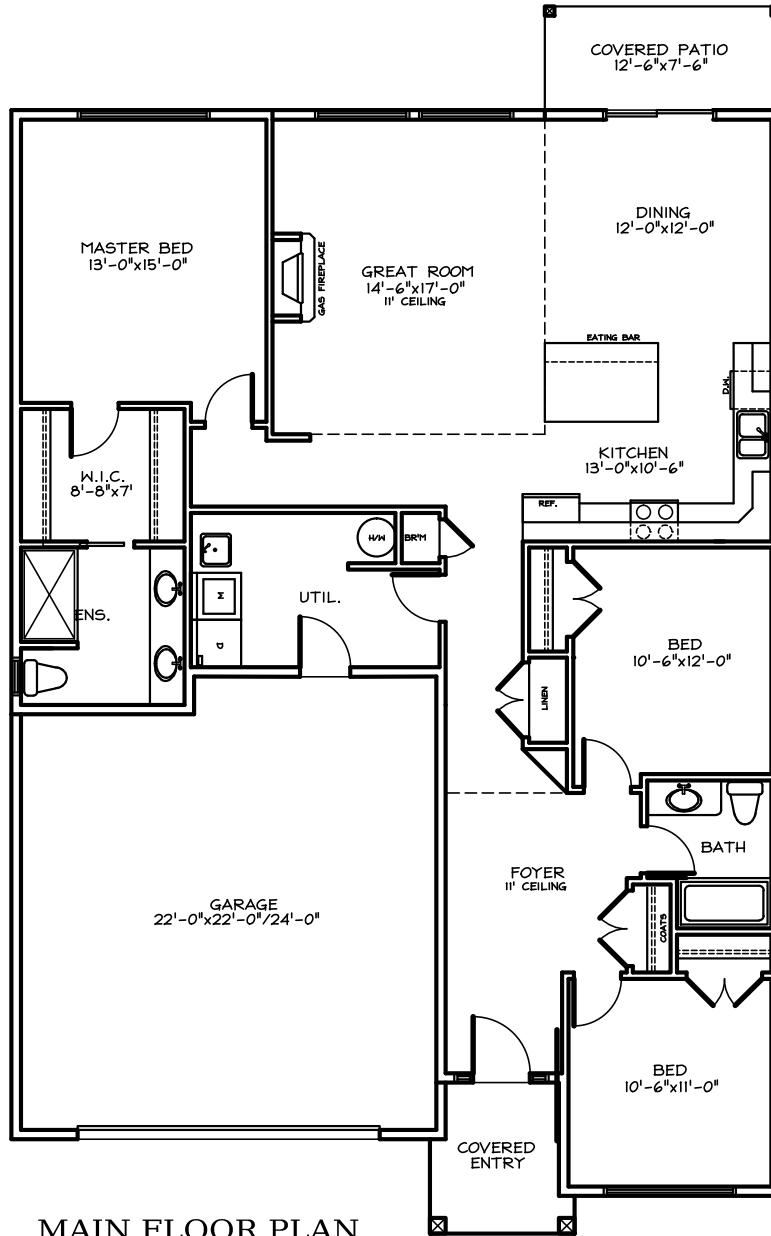 COVERED PATIO
12'-6"x7'-6"
MASTER BED
13'-0"x15'-0"
GAS FIREPLACE
GREAT ROOM
14'-6"x17'-0"
11' CEILING
DINING
12'-0"x12'-0"
EATING BAR
D.W.
KITCHEN
13'-0"x10'-6"
W.I.C.
8'-8"x7'
REF.
H/W
BR'M
UTIL.
W
D
ENS.
BED
10'-6"x12'-0"
LINEN
BATH
FOYER
11' CEILING
COATS
GARAGE
22'-0"x22'-0"/24'-0"
BED
10'-6"x11'-0"
COVERED
ENTRY
MAIN FLOOR PLAN